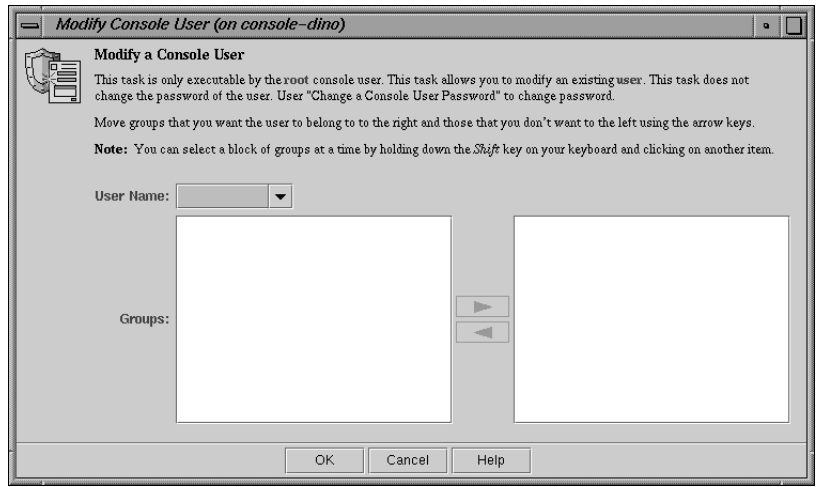 Modify Console User (on console-dino)
Modify a Console User
This task is only executable by the root console user. This task allows you to modify an existing user. This task does not
change the password of the user. User "Change a Console User Password" to change password.
Move groups that you want the user to belong to to the right and those that you don't want to the left using the arrow keys.
Note: You can select a block of groups at a time by holding down the Shift key on your keyboard and clicking on another item.
User Name:
Groups:
OK Cancel Help